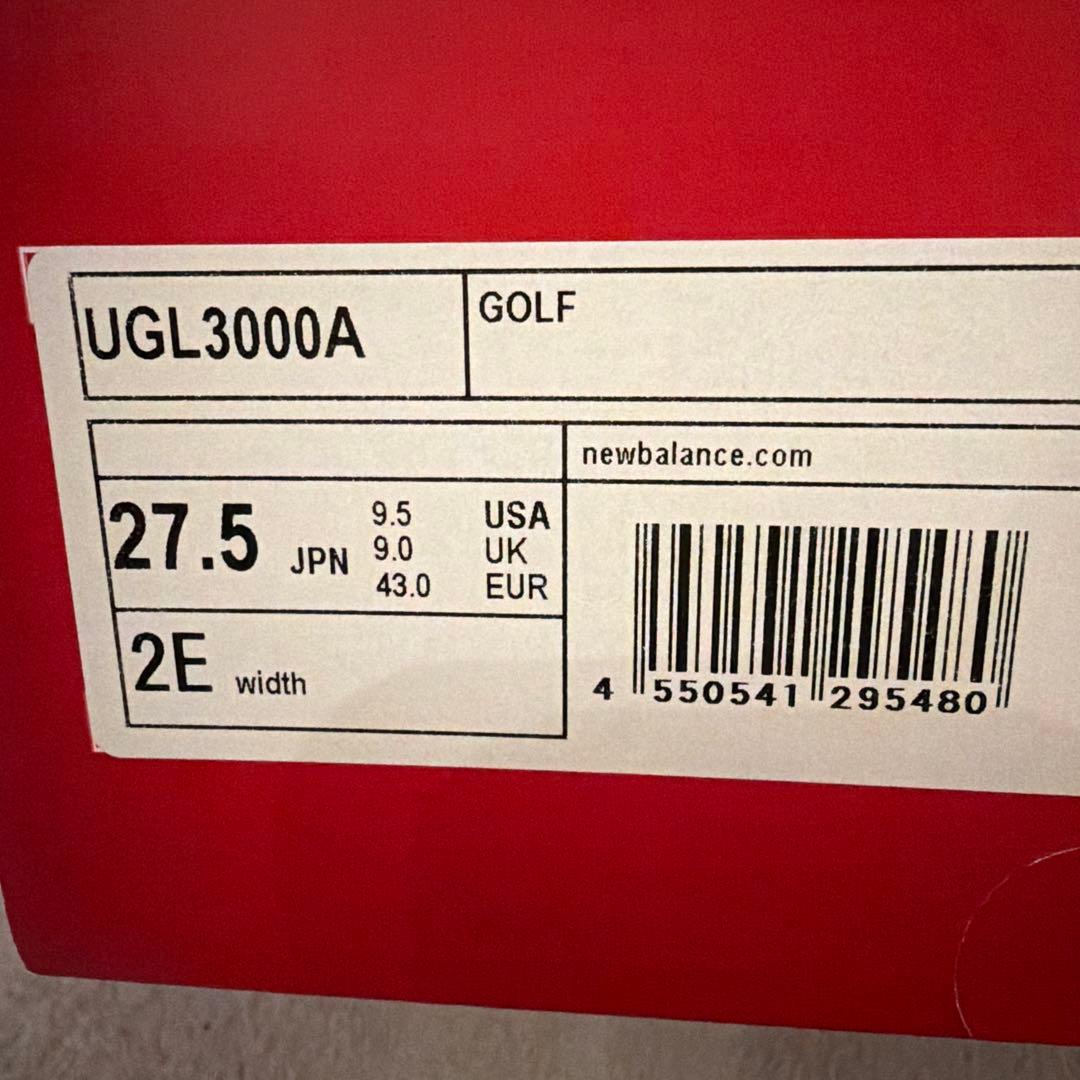 UGL3000A
GOLF
newbalance.com
27.5 JPN
9.5 USA
9.0 UK
43.0 EUR
2E width
4 550541 295480